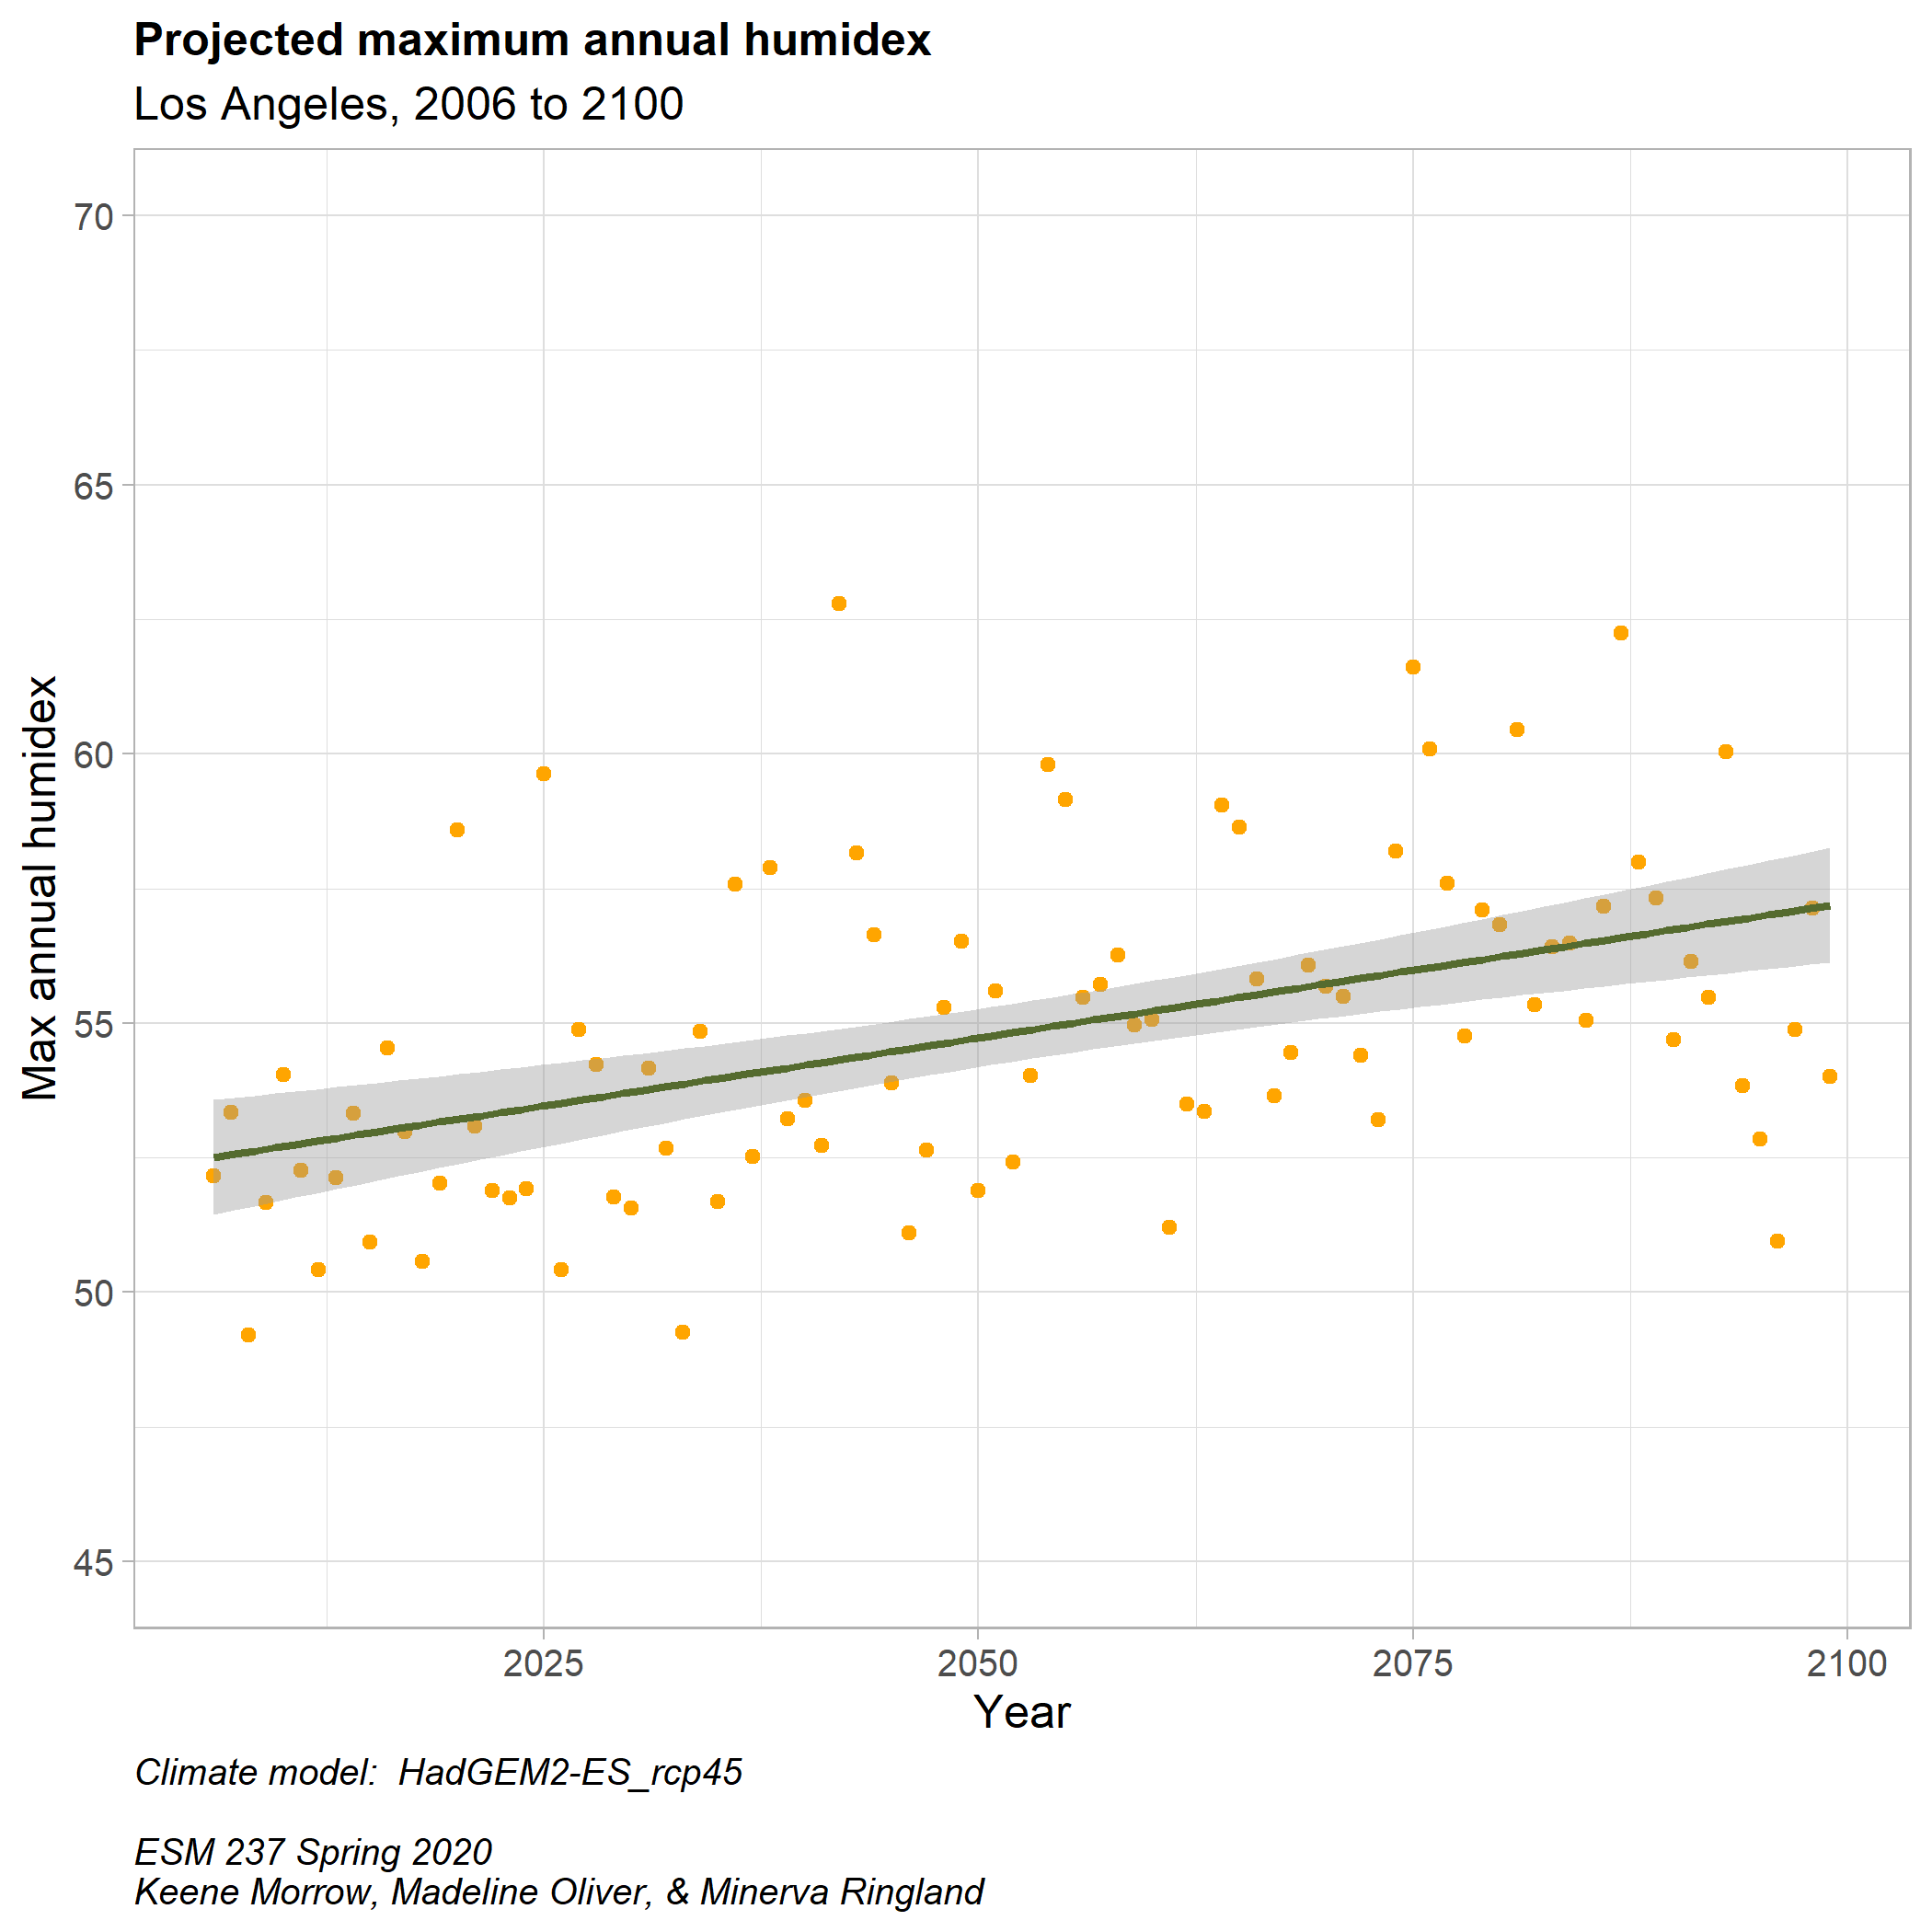 Projected maximum annual humidex
Los Angeles, 2006 to 2100
70
65
60
55
50
45
Max annual humidex
2025
2050
2075
2100
Year
Climate model:  HadGEM2-ES_rcp45
ESM 237 Spring 2020
Keene Morrow, Madeline Oliver, & Minerva Ringland